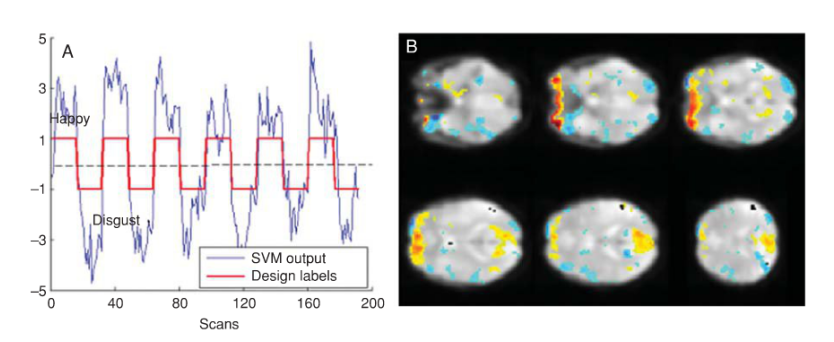 A
5
3
Happy
1
–1
Disgust
–3
–5
SVM output
Design labels
0 40 80 120 160 200
Scans
B